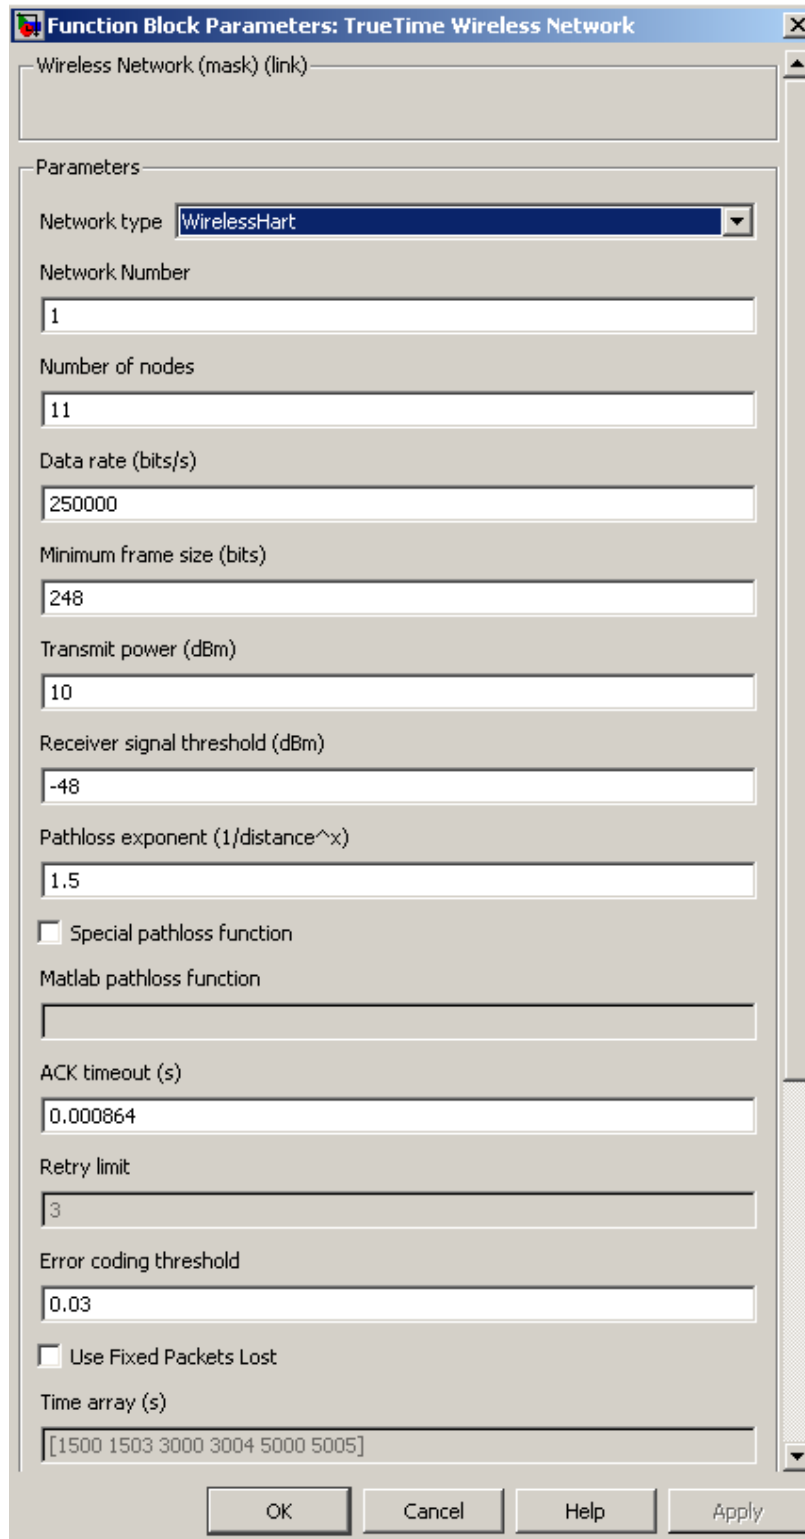 Function Block Parameters: TrueTime Wireless Network
Wireless Network (mask) (link)
Parameters
Network type WirelessHart
Network Number
1
Number of nodes
11
Data rate (bits/s)
250000
Minimum frame size (bits)
248
Transmit power (dBm)
10
Receiver signal threshold (dBm)
-48
Pathloss exponent (1/distance^x)
1.5
Special pathloss function
Matlab pathloss function
ACK timeout (s)
0.000864
Retry limit
3
Error coding threshold
0.03
Use Fixed Packets Lost
Time array (s)
[1500 1503 3000 3004 5000 5005]
OK Cancel Help Apply